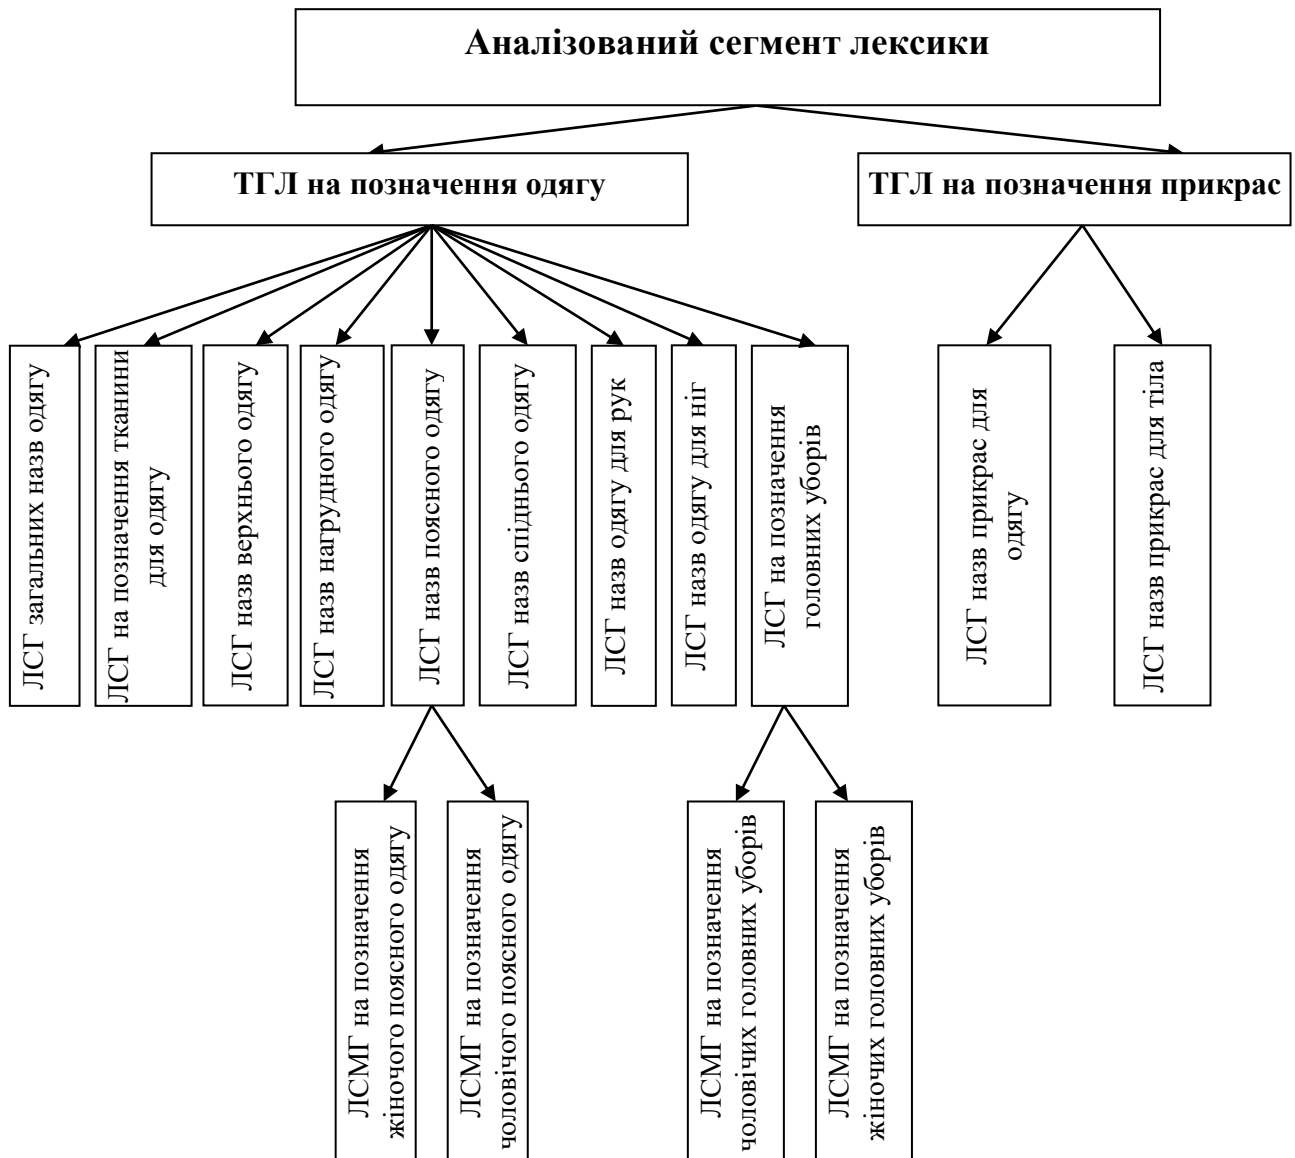 Аналізований сегмент лексики
ТГЛ на позначення одягу
ТГЛ на позначення прикрас
ЛСГ загальних назв одягу
ЛСГ на позначення тканини
для одягу
ЛСГ назв верхнього одягу
ЛСГ назв нагрудного одягу
ЛСГ назв поясного одягу
ЛСГ назв спіднього одягу
ЛСГ назв одягу для рук
ЛСГ назв одягу для ніг
ЛСГ на позначення
головних уборів
ЛСГ назв прикрас для
одягу
ЛСГ назв прикрас для тіла
ЛСМГ на позначення
жіночого поясного одягу
ЛСМГ на позначення
чоловічого поясного одягу
ЛСМГ на позначення
чоловічих головних уборів
ЛСМГ на позначення
жіночих головних уборів